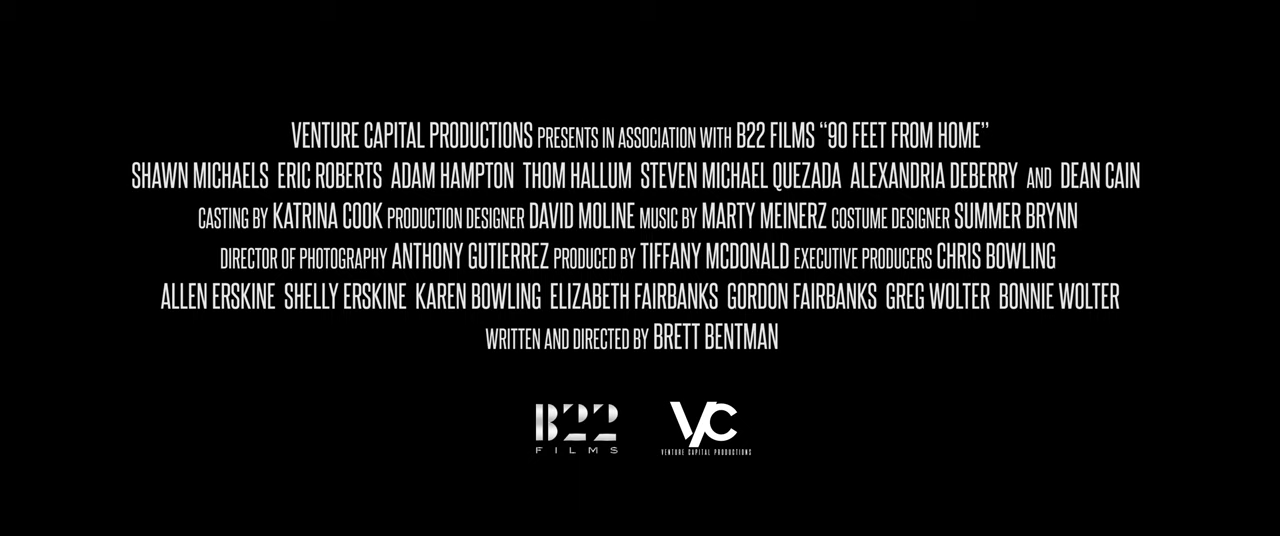 VENTURE CAPITAL PRODUCTIONS PRESENTS IN ASSOCIATION WITH B22 FILMS “90 FEET FROM HOME”
SHAWN MICHAELS ERIC ROBERTS ADAM HAMPTON THOM HALLUM STEVEN MICHAEL QUEZADA ALEXANDRIA DEBERRY AND DEAN CAIN
CASTING BY KATRINA COOK PRODUCTION DESIGNER DAVID MOLINE MUSIC BY MARTY MEINERZ COSTUME DESIGNER SUMMER BRYNN
DIRECTOR OF PHOTOGRAPHY ANTHONY GUTIERREZ PRODUCED BY TIFFANY MCDONALD EXECUTIVE PRODUCERS CHRIS BOWLING
ALLEN ERSKINE SHELLY ERSKINE KAREN BOWLING ELIZABETH FAIRBANKS GORDON FAIRBANKS GREG WOLTER BONNIE WOLTER
WRITTEN AND DIRECTED BY BRETT BENTMAN
B22
FILMS
VC
VENTURE CAPITAL PRODUCTIONS